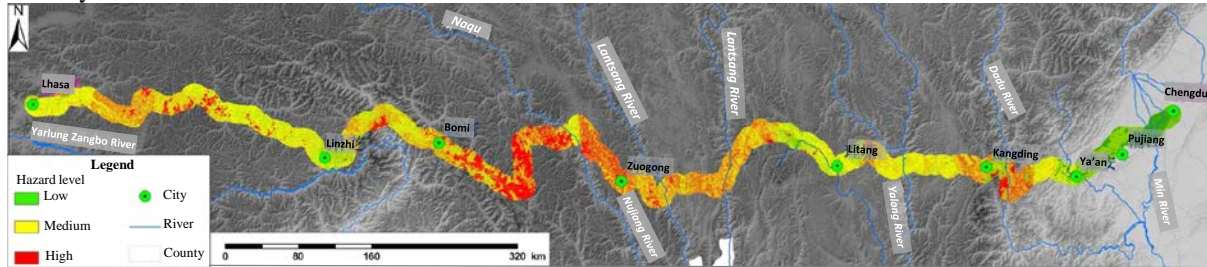 N
Naqu
Lantsang River
Lantsang River
Dadu River
Chengdu
Lhasa
Pujiang
Bomi
Yarlung Zangbo River
Linzhi
Litang
Kangding
Zuogong
Ya'an
Legend
Hazard level
Low
City
Medium
River
High
County
Nujiang River
Yalong River
Min River
0 80 160 320 km